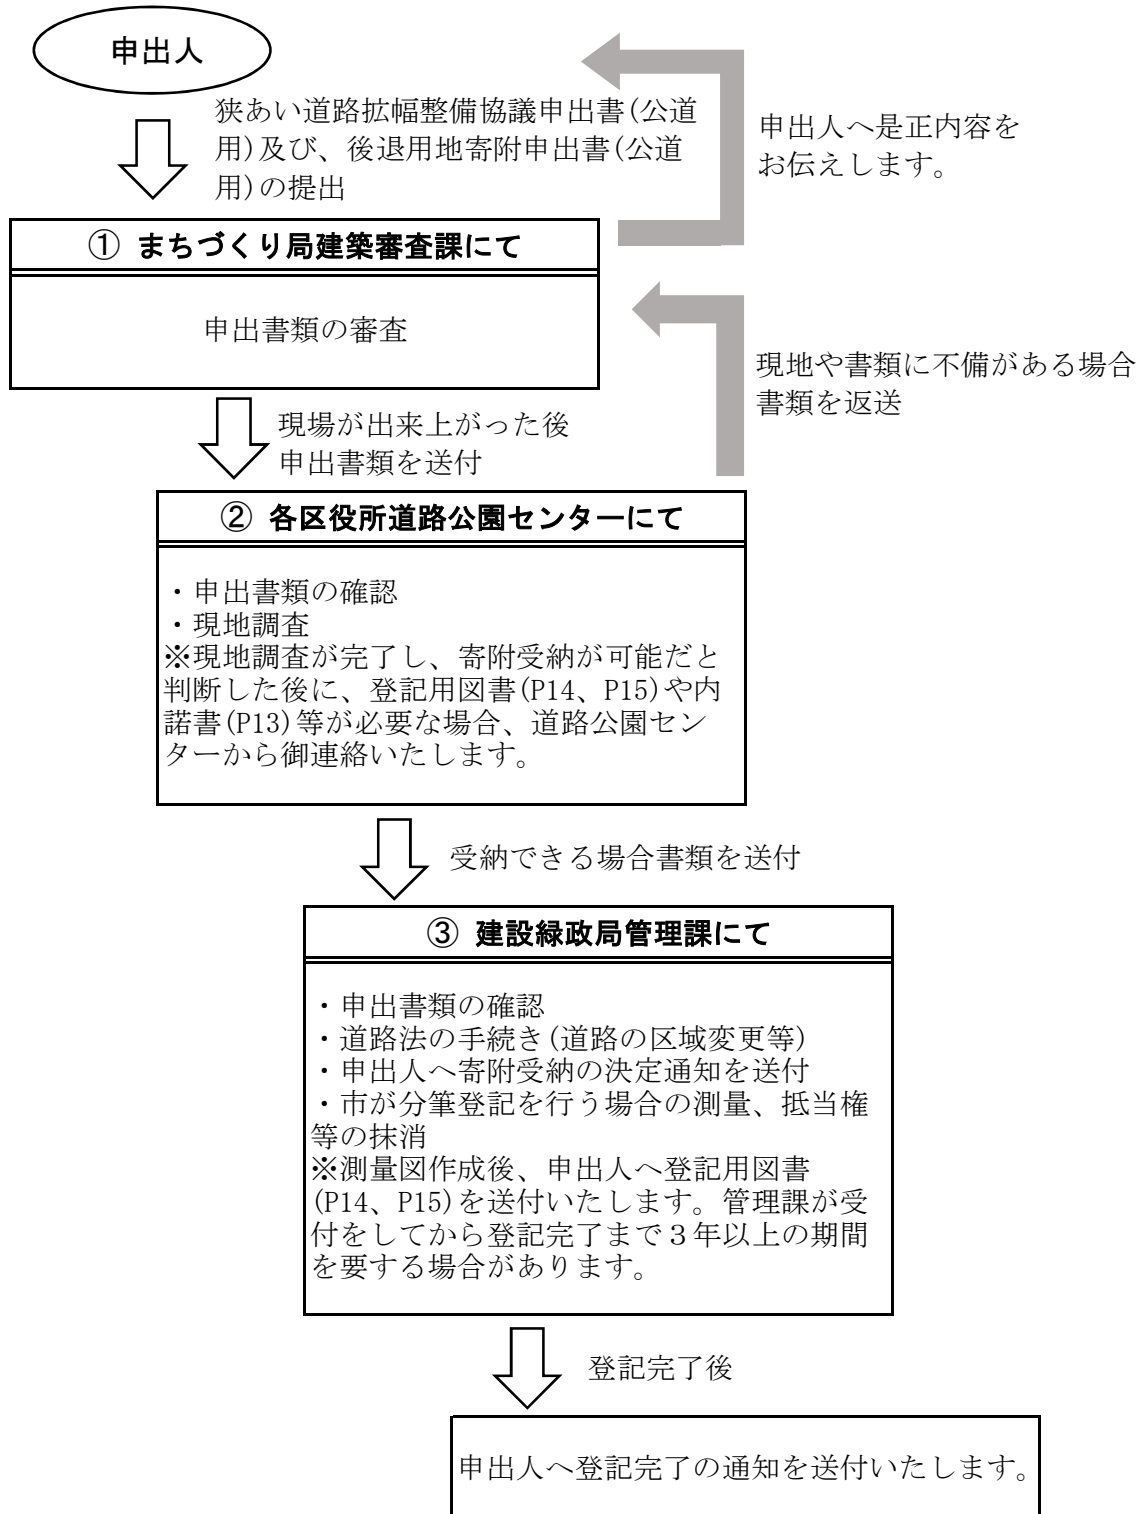 申出人
狭あい道路拡幅整備協議申出書(公道
用)及び、後退用地寄附申出書(公道
用)の提出
申出人へ是正内容を
お伝えします。
① まちづくり局建築審査課にて
申出書類の審査
現地や書類に不備がある場合
書類を返送
現場が出来上がった後
申出書類を送付
② 各区役所道路公園センターにて
・申出書類の確認
・現地調査
※現地調査が完了し、寄附受納が可能だと
判断した後に、登記用図書(P14、P15)や内
諾書(P13)等が必要な場合、道路公園セン
ターから御連絡いたします。
受納できる場合書類を送付
③ 建設緑政局管理課にて
・申出書類の確認
・道路法の手続き(道路の区域変更等)
・申出人へ寄附受納の決定通知を送付
・市が分筆登記を行う場合の測量、抵当権
等の抹消
※測量図作成後、申出人へ登記用図書
(P14、P15)を送付いたします。管理課が受
付をしてから登記完了まで３年以上の期間
を要する場合があります。
登記完了後
申出人へ登記完了の通知を送付いたします。